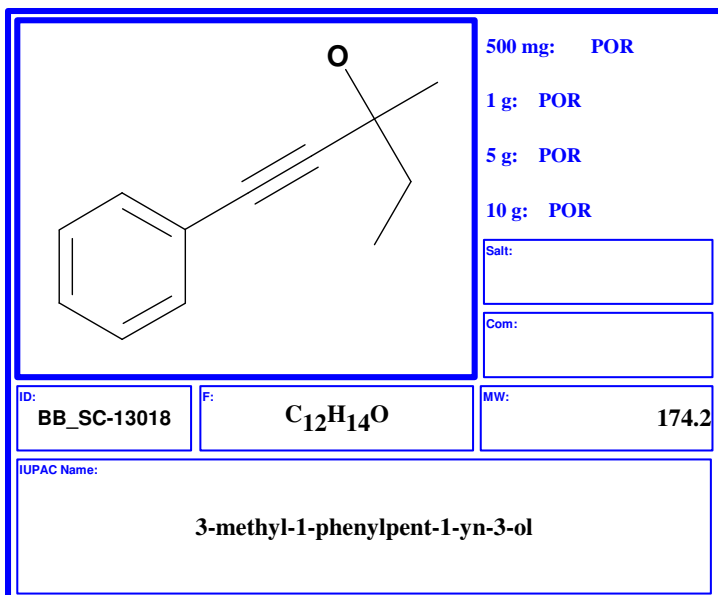 O
500 mg: POR
1 g: POR
5 g: POR
10 g: POR
Salt:
Com:
ID:
BB_SC-13018
F:
C12H14O
MW:
174.2
IUPAC Name:
3-methyl-1-phenylpent-1-yn-3-ol